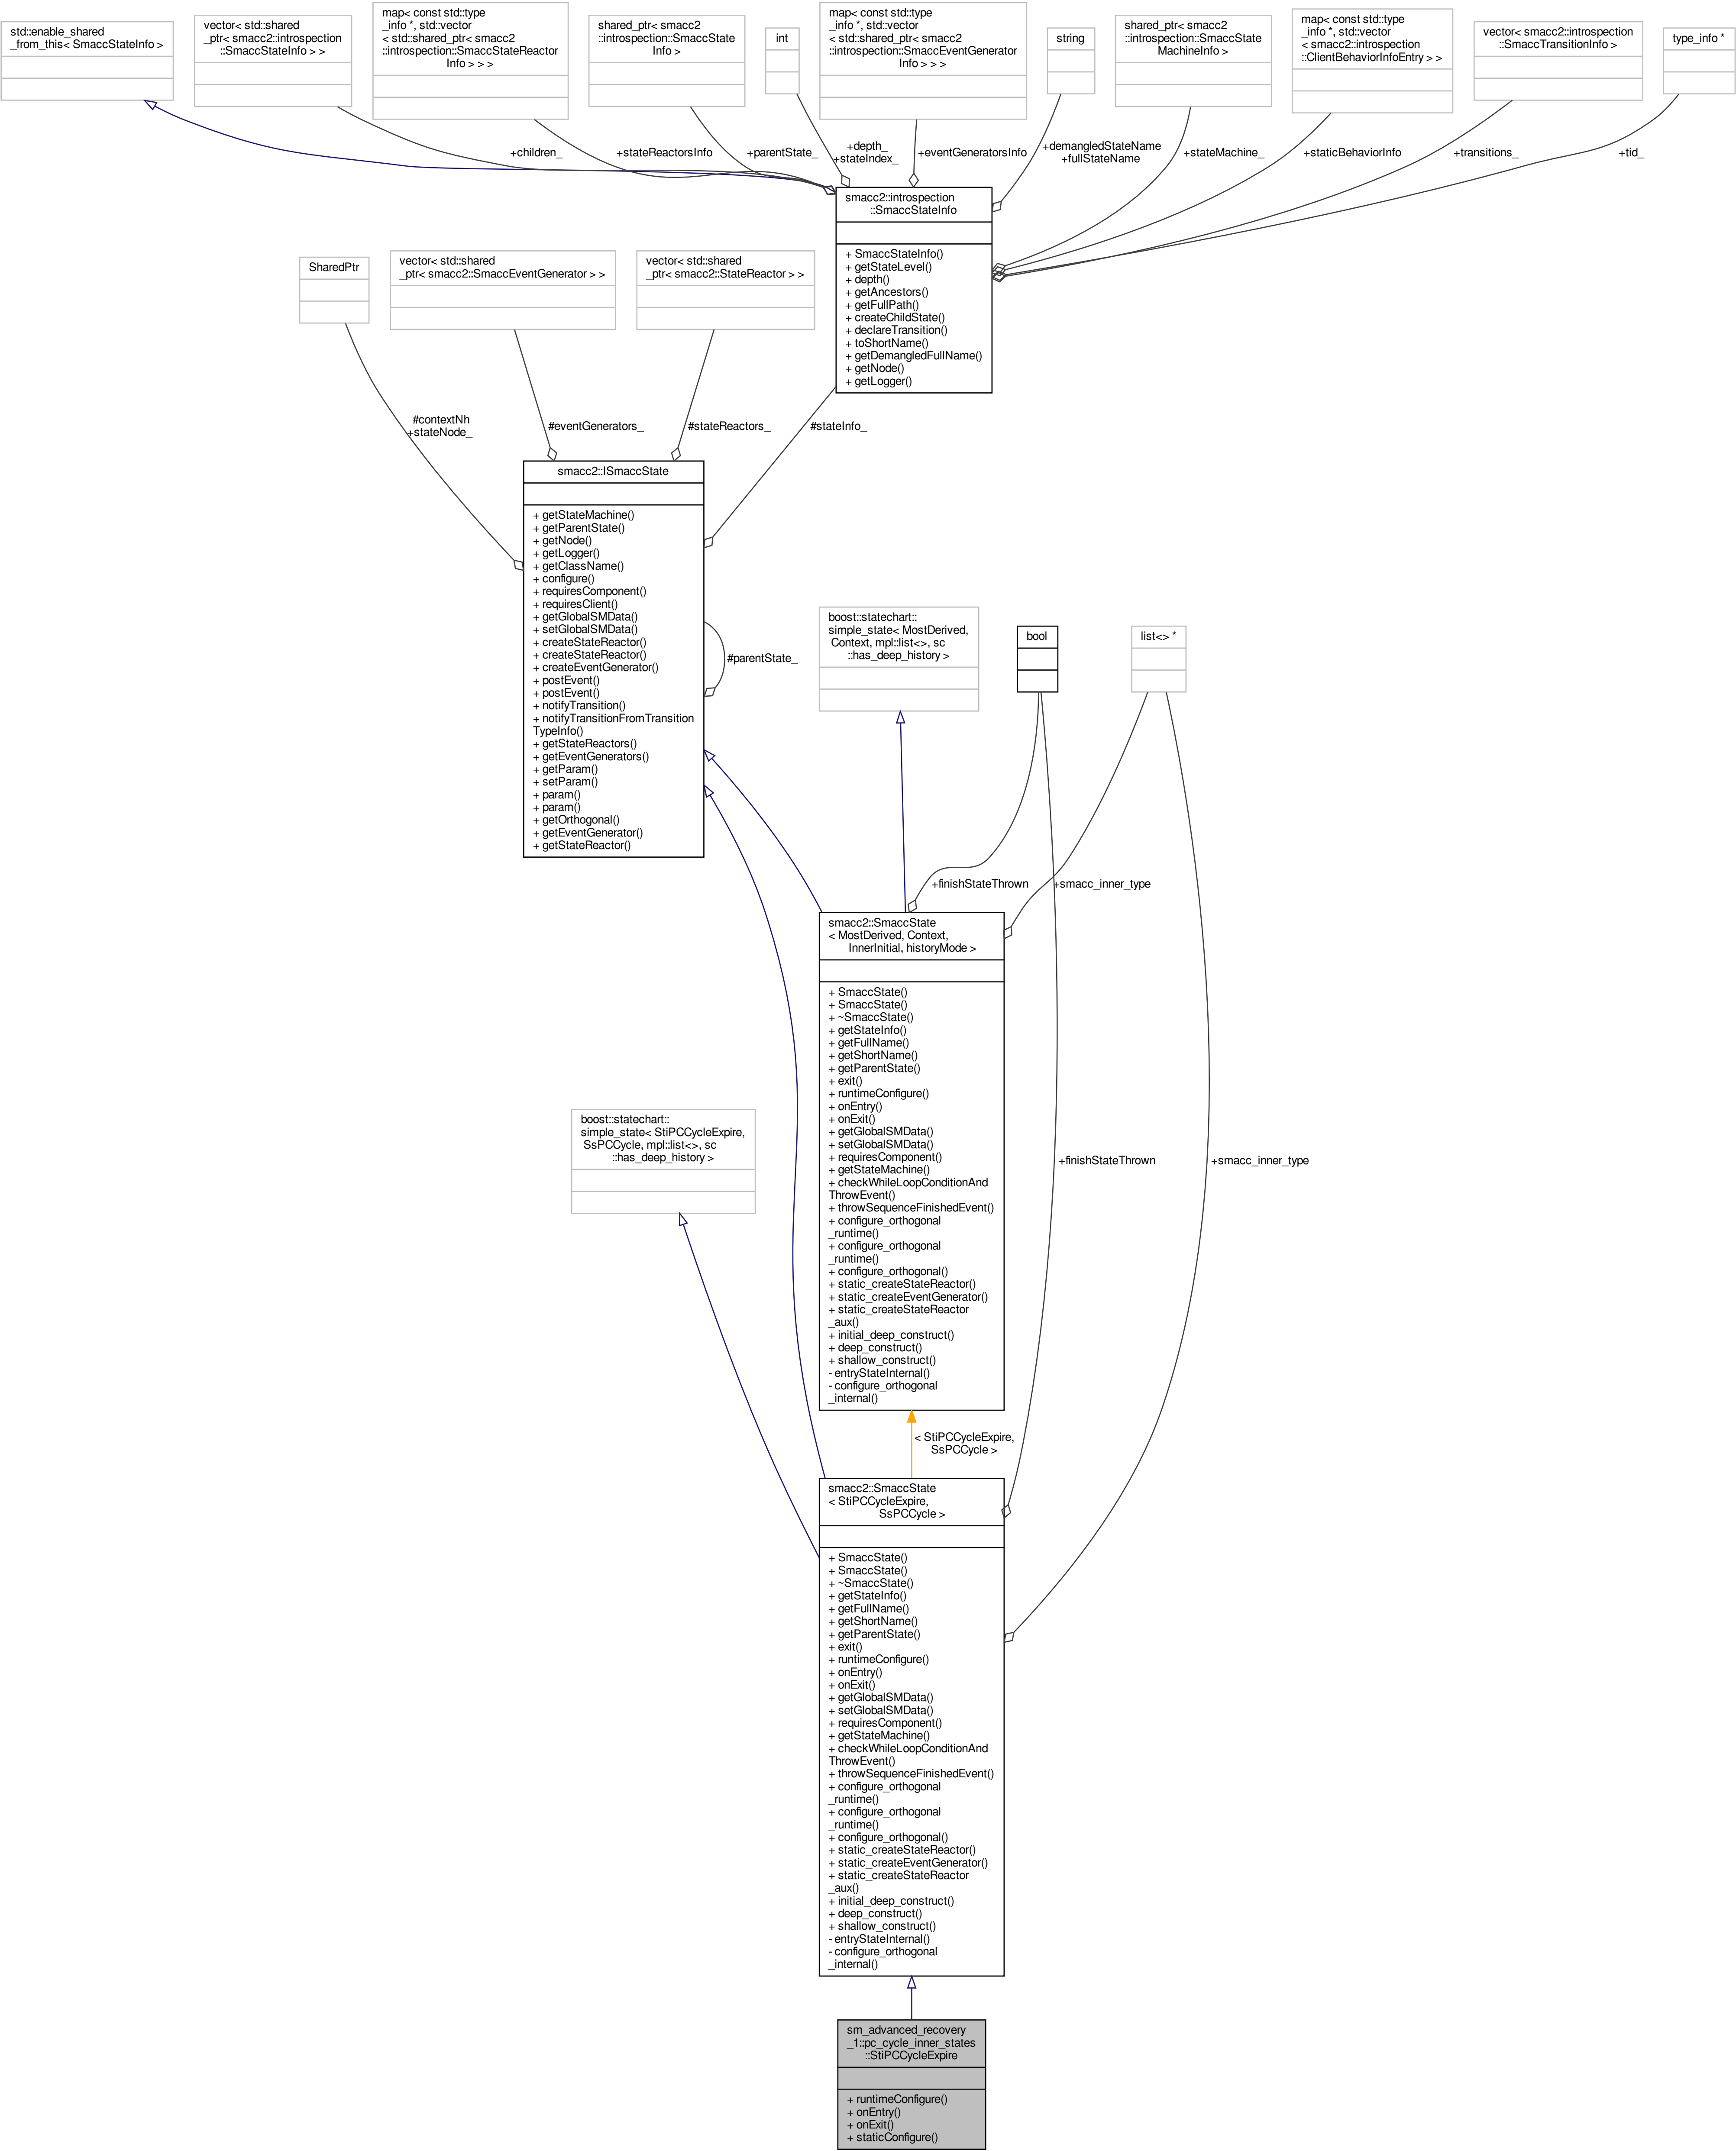 std::enable_shared
_from_this< SmaccStateInfo >
vector< std::shared
_ptr< smacc2::introspection
::SmaccStateInfo > >
map< const std::type
_info *, std::vector
< std::shared_ptr< smacc2
::introspection::SmaccStateReactor
Info > > >
shared_ptr< smacc2
::introspection::SmaccState
Info >
int
map< const std::type
_info *, std::vector
< std::shared_ptr< smacc2
::introspection::SmaccEventGenerator
Info > > >
string
shared_ptr< smacc2
::introspection::SmaccState
MachineInfo >
map< const std::type
_info *, std::vector
< smacc2::introspection
::ClientBehaviorInfoEntry > >
vector< smacc2::introspection
::SmaccTransitionInfo >
type_info *
+children_
+stateReactorsInfo
+parentState_
+depth_
+stateIndex_
+eventGeneratorsInfo
+demangledStateName
+fullStateName
+stateMachine_
+staticBehaviorInfo
+transitions_
+tid_
smacc2::introspection
::SmaccStateInfo
+ SmaccStateInfo()
+ getStateLevel()
+ depth()
+ getAncestors()
+ getFullPath()
+ createChildState()
+ declareTransition()
+ toShortName()
+ getDemangledFullName()
+ getNode()
+ getLogger()
SharedPtr
vector< std::shared
_ptr< smacc2::SmaccEventGenerator > >
vector< std::shared
_ptr< smacc2::StateReactor > >
#contextNh
+stateNode_
#eventGenerators_
#stateReactors_
#stateInfo_
smacc2::ISmaccState
+ getStateMachine()
+ getParentState()
+ getNode()
+ getLogger()
+ getClassName()
+ configure()
+ requiresComponent()
+ requiresClient()
+ getGlobalSMData()
+ setGlobalSMData()
+ createStateReactor()
+ createStateReactor()
+ createEventGenerator()
+ postEvent()
+ postEvent()
+ notifyTransition()
+ notifyTransitionFromTransition
TypeInfo()
+ getStateReactors()
+ getEventGenerators()
+ getParam()
+ setParam()
+ param()
+ param()
+ getOrthogonal()
+ getEventGenerator()
+ getStateReactor()
#parentState_
boost::statechart::
simple_state< MostDerived,
Context, mpl::list<>, sc
::has_deep_history >
bool
list<> *
+finishStateThrown
+smacc_inner_type
smacc2::SmaccState
< MostDerived, Context,
InnerInitial, historyMode >
+ SmaccState()
+ SmaccState()
+ ~SmaccState()
+ getStateInfo()
+ getFullName()
+ getShortName()
+ getParentState()
+ exit()
+ runtimeConfigure()
+ onEntry()
+ onExit()
+ getGlobalSMData()
+ setGlobalSMData()
+ requiresComponent()
+ getStateMachine()
+ checkWhileLoopConditionAnd
ThrowEvent()
+ throwSequenceFinishedEvent()
+ configure_orthogonal
_runtime()
+ configure_orthogonal
_runtime()
+ configure_orthogonal()
+ static_createStateReactor()
+ static_createEventGenerator()
+ static_createStateReactor
_aux()
+ initial_deep_construct()
+ deep_construct()
+ shallow_construct()
- entryStateInternal()
- configure_orthogonal
_internal()
boost::statechart::
simple_state< StiPCCycleExpire,
SsPCCycle, mpl::list<>, sc
::has_deep_history >
+finishStateThrown
+smacc_inner_type
< StiPCCycleExpire,
SsPCCycle >
smacc2::SmaccState
< StiPCCycleExpire,
SsPCCycle >
+ SmaccState()
+ SmaccState()
+ ~SmaccState()
+ getStateInfo()
+ getFullName()
+ getShortName()
+ getParentState()
+ exit()
+ runtimeConfigure()
+ onEntry()
+ onExit()
+ getGlobalSMData()
+ setGlobalSMData()
+ requiresComponent()
+ getStateMachine()
+ checkWhileLoopConditionAnd
ThrowEvent()
+ throwSequenceFinishedEvent()
+ configure_orthogonal
_runtime()
+ configure_orthogonal
_runtime()
+ configure_orthogonal()
+ static_createStateReactor()
+ static_createEventGenerator()
+ static_createStateReactor
_aux()
+ initial_deep_construct()
+ deep_construct()
+ shallow_construct()
- entryStateInternal()
- configure_orthogonal
_internal()
sm_advanced_recovery
_1::pc_cycle_inner_states
::StiPCCycleExpire
+ runtimeConfigure()
+ onEntry()
+ onExit()
+ staticConfigure()